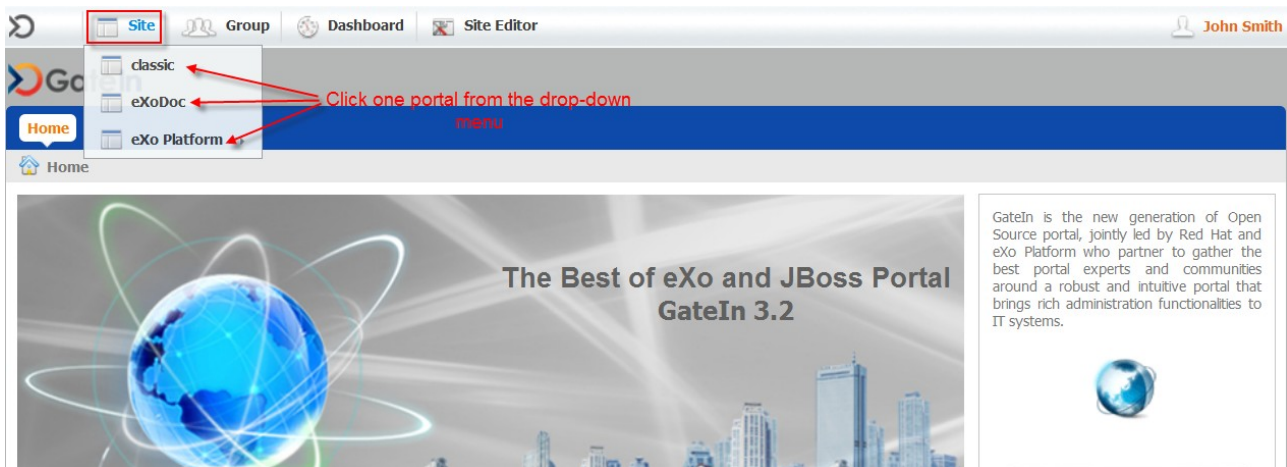 Site Group Dashboard Site Editor John Smith
classic
eXoDoc
eXo Platform
Click one portal from the drop-down
menu
Home
Home
The Best of eXo and JBoss Portal
GateIn 3.2
GateIn is the new generation of Open
Source portal, jointly led by Red Hat and
eXo Platform who partner to gather the
best portal experts and communities
around a robust and intuitive portal that
brings rich administration functionalities to
IT systems.